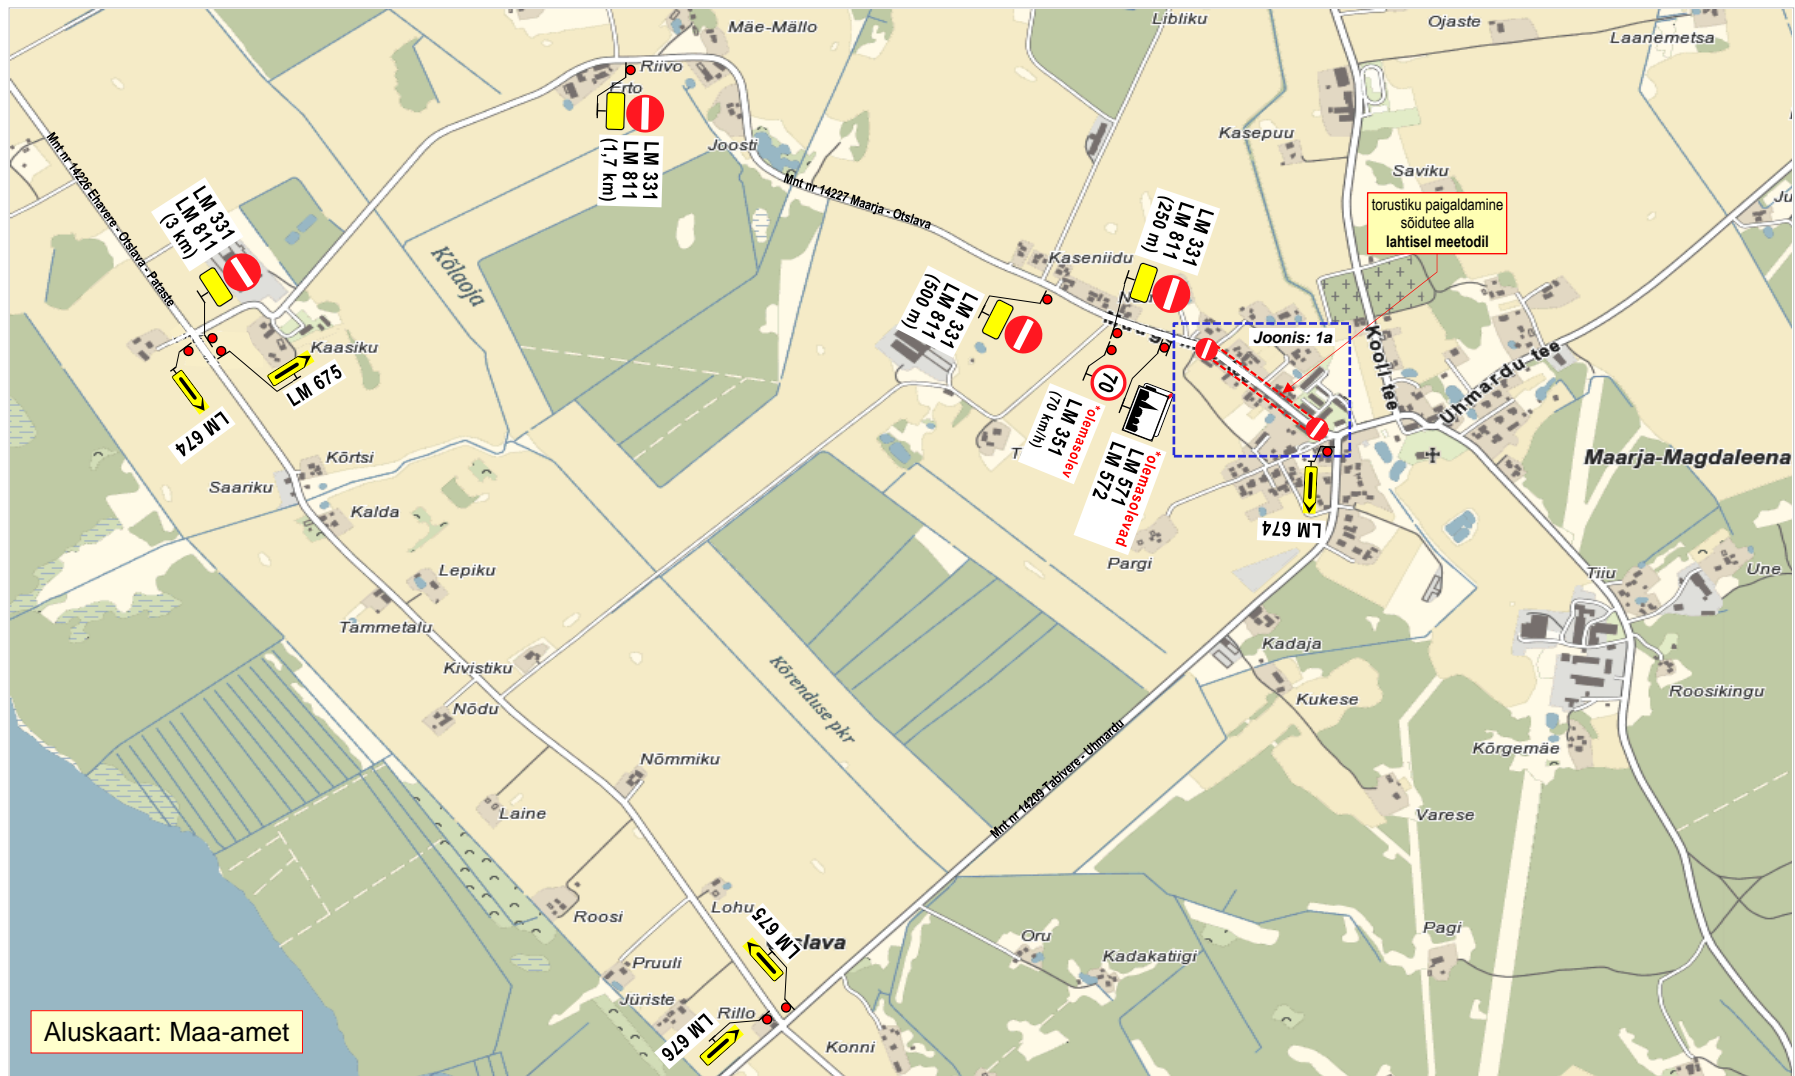 Mäe-Mällo
Libliku
Ojaste
Laanemetsa
Riivo
Erto
Joosti
Kasepuu
Saviku
Mnt nr 14226 Ehavere - Otslava - Pataste
LM 331
LM 811
(3 km)
LM 331
LM 811
(1,7 km)
Mnt nr 14227 Maarja - Otslava
LM 331
LM 811
(250 m)
torustiku paigaldamine
sõidutee alla
lahtisel meetodil
Kõlaoja
Kaseniidu
LM 331
LM 811
(500 m)
Joonis: 1a
Kooli tee
Uhmardu tee
Kaasiku
LM 675
LM 674
70
*olemasolev
LM 351
(70 km/h)
*olemasolevad
LM 571
LM 572
LM 674
Maarja-Magdaleena
Kõrtsi
Saariku
Kalda
Pargi
Lepiku
Tammetalu
Tiiu
Une
Kivistiku
Nõdu
Kõrenduse pkr
Kadaja
Kukese
Roosikingu
Kõrgemäe
Nõmmiku
Laine
Mnt nr 14209 Tabivere - Uhmardu
Varese
Roosi
Lohu
LM 675
slava
Oru
Kadakatiigi
Pagi
Pruuli
Jüriste
Rillo
LM 676
Konni
Aluskaart: Maa-amet